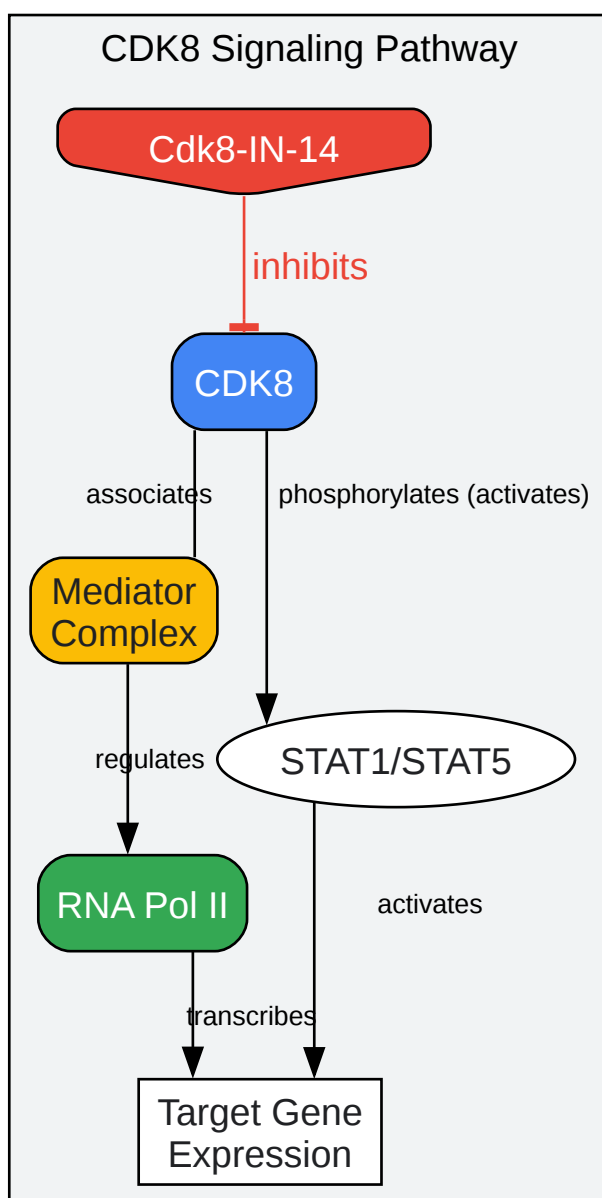 CDK8 Signaling Pathway
Cdk8-IN-14
inhibits
CDK8
associates
phosphorylates (activates)
Mediator
Complex
regulates
STAT1/STAT5
RNA Pol II
activates
transcribes
Target Gene
Expression